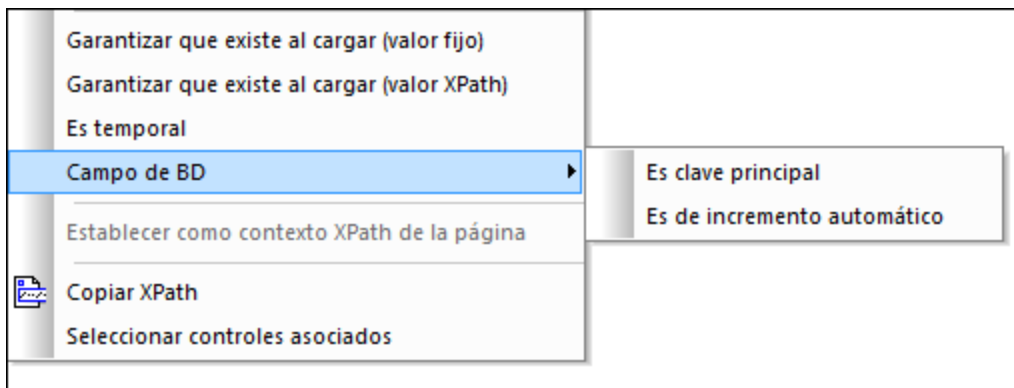 Garantizar que existe al cargar (valor fijo)
Garantizar que existe al cargar (valor XPath)
Es temporal
Campo de BD
Es clave principal
Es de incremento automático
Establecer como contexto XPath de la página
Copiar XPath
Seleccionar controles asociados